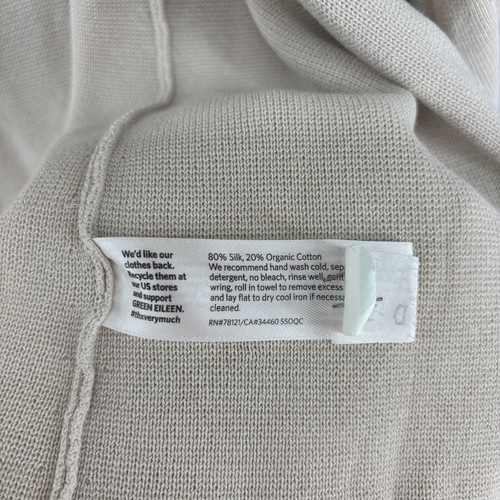 We'd like our
clothes back.
Recycle them at
our US stores
and support
GREEN EILEEN.
#thxverymuch
80% Silk, 20% Organic Cotton
We recommend hand wash cold,
detergent, no bleach, rinse well,
wring, roll in towel to remove excess
and lay flat to dry cool iron if
cleaned.
RN#78121/CA#34460 SSOQC
D